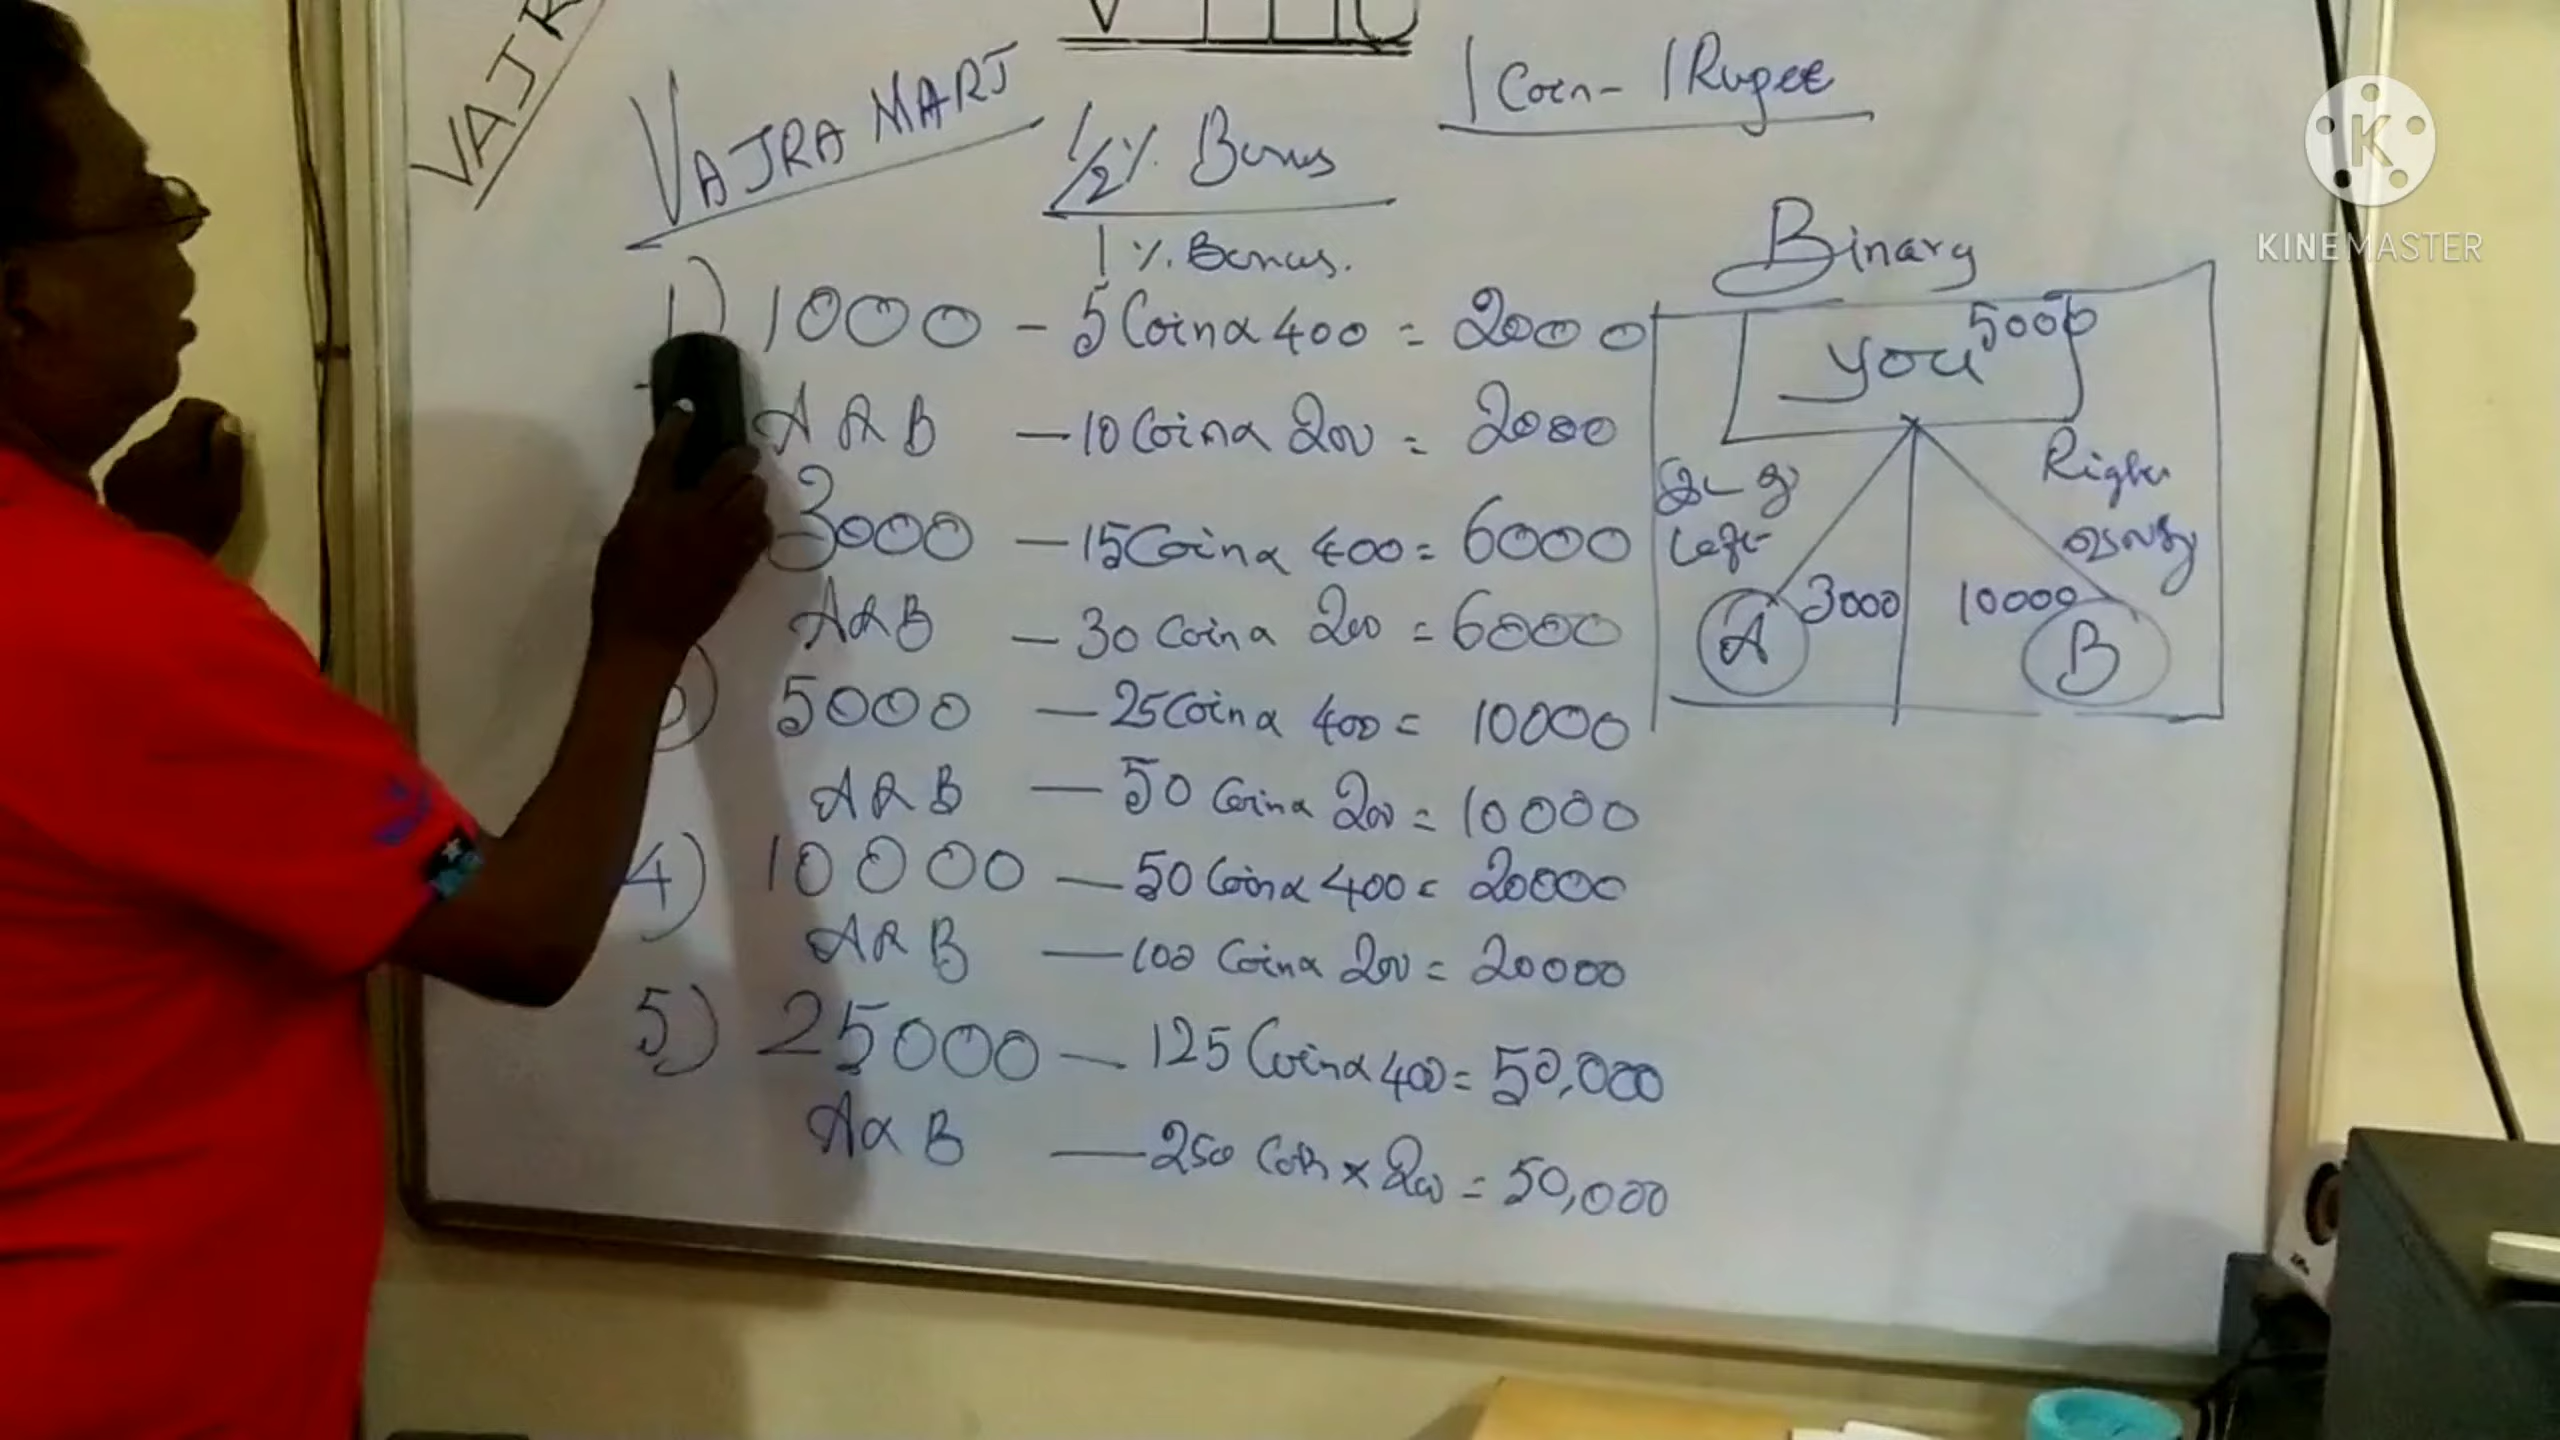 VAJR
VAJRA MART
1/2 % Bonus
1 Coin - 1 Rupee
1 % Bonus.
Binary
1) 1000 - 5 Coin x 400 = 2000
A & B - 10 Coin x 200 = 2000
3000 - 15 Coin x 400 = 6000
A & B - 30 Coin x 200 = 6000
5000 - 25 Coin x 400 = 10000
A & B - 50 Coin x 200 = 10000
4) 10000 - 50 Coin x 400 = 20000
A & B - 100 Coin x 200 = 20000
5) 25000 - 125 Coin x 400 = 50,000
A & B - 250 Coin x 200 = 50,000
you 5000
இடது Right
Left வலது
A 3000 10000 B
K
KINEMASTER